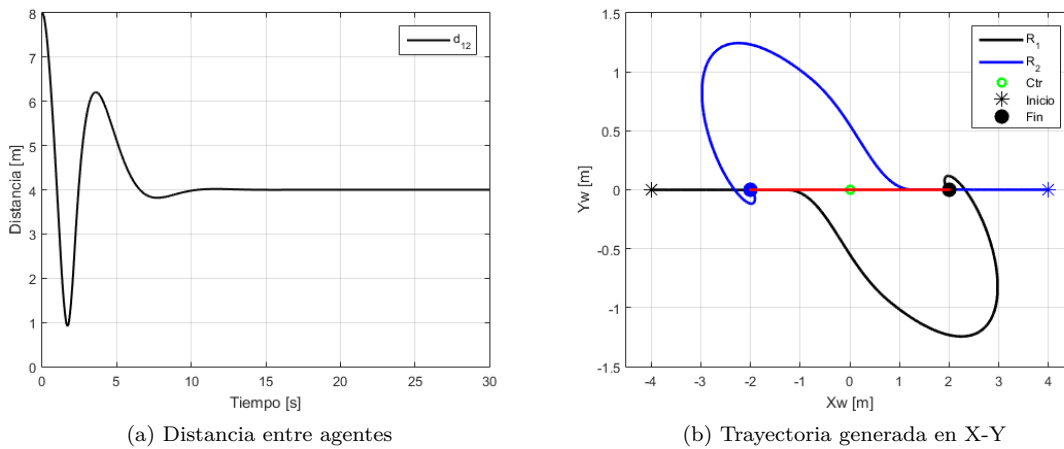 8
7
6
5
4
3
2
1
0
Distancia [m]
d12
0 5 10 15 20 25 30
Tiempo [s]
(a) Distancia entre agentes
1.5
1
0.5
0
-0.5
-1
-1.5
Yw [m]
R1
R2
Ctr
Inicio
Fin
-4 -3 -2 -1 0 1 2 3 4
Xw [m]
(b) Trayectoria generada en X-Y